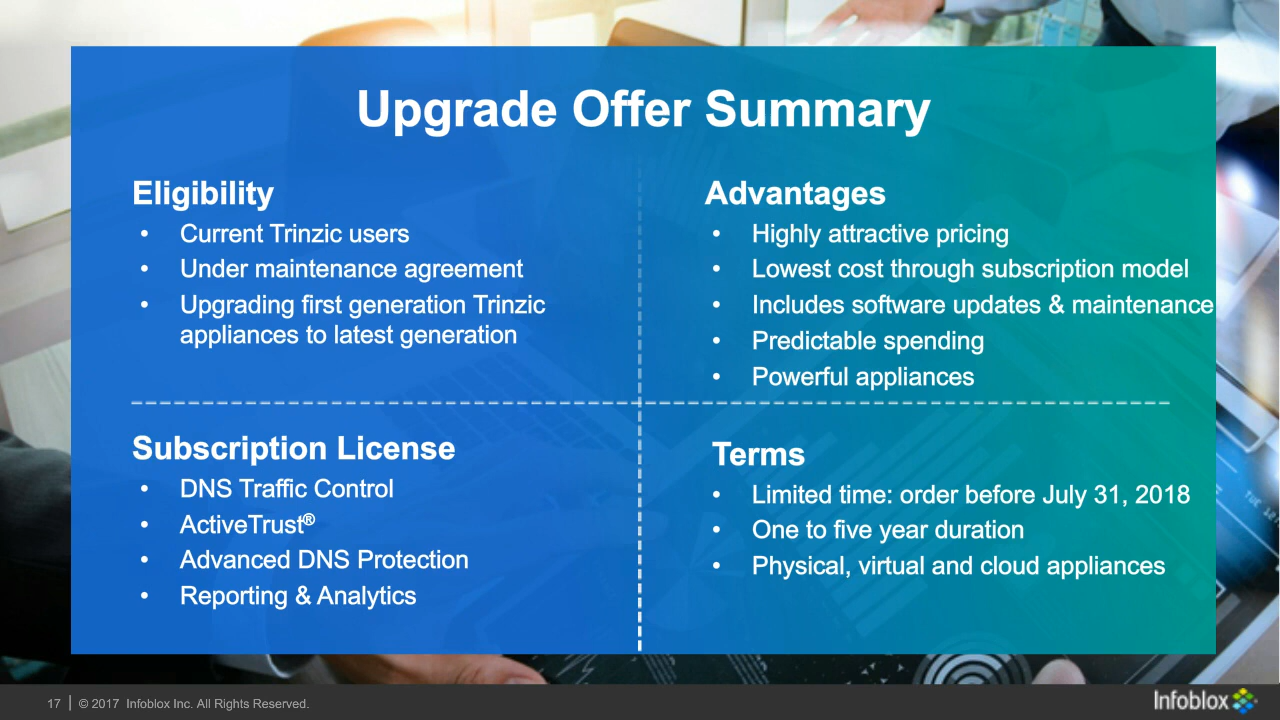 Upgrade Offer Summary
Eligibility
• Current Trinzic users
• Under maintenance agreement
• Upgrading first generation Trinzic
appliances to latest generation
Advantages
• Highly attractive pricing
• Lowest cost through subscription model
• Includes software updates & maintenance
• Predictable spending
• Powerful appliances
Subscription License
• DNS Traffic Control
• ActiveTrust®
• Advanced DNS Protection
• Reporting & Analytics
Terms
• Limited time: order before July 31, 2018
• One to five year duration
• Physical, virtual and cloud appliances
17 | © 2017 Infoblox Inc. All Rights Reserved.
Infoblox